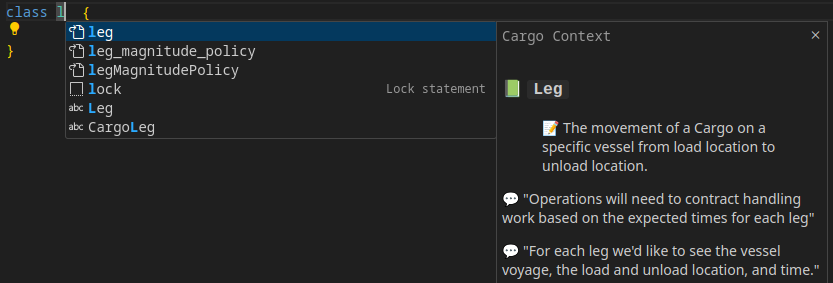 class l {
}
leg
leg_magnitude_policy
legMagnitudePolicy
lock Lock statement
abc Leg
abc CargoLeg
Cargo Context ×
📗 Leg
📝 The movement of a Cargo on a
specific vessel from load location to
unload location.
💬 "Operations will need to contract handling
work based on the expected times for each leg"
💬 "For each leg we'd like to see the vessel
voyage, the load and unload location, and time."